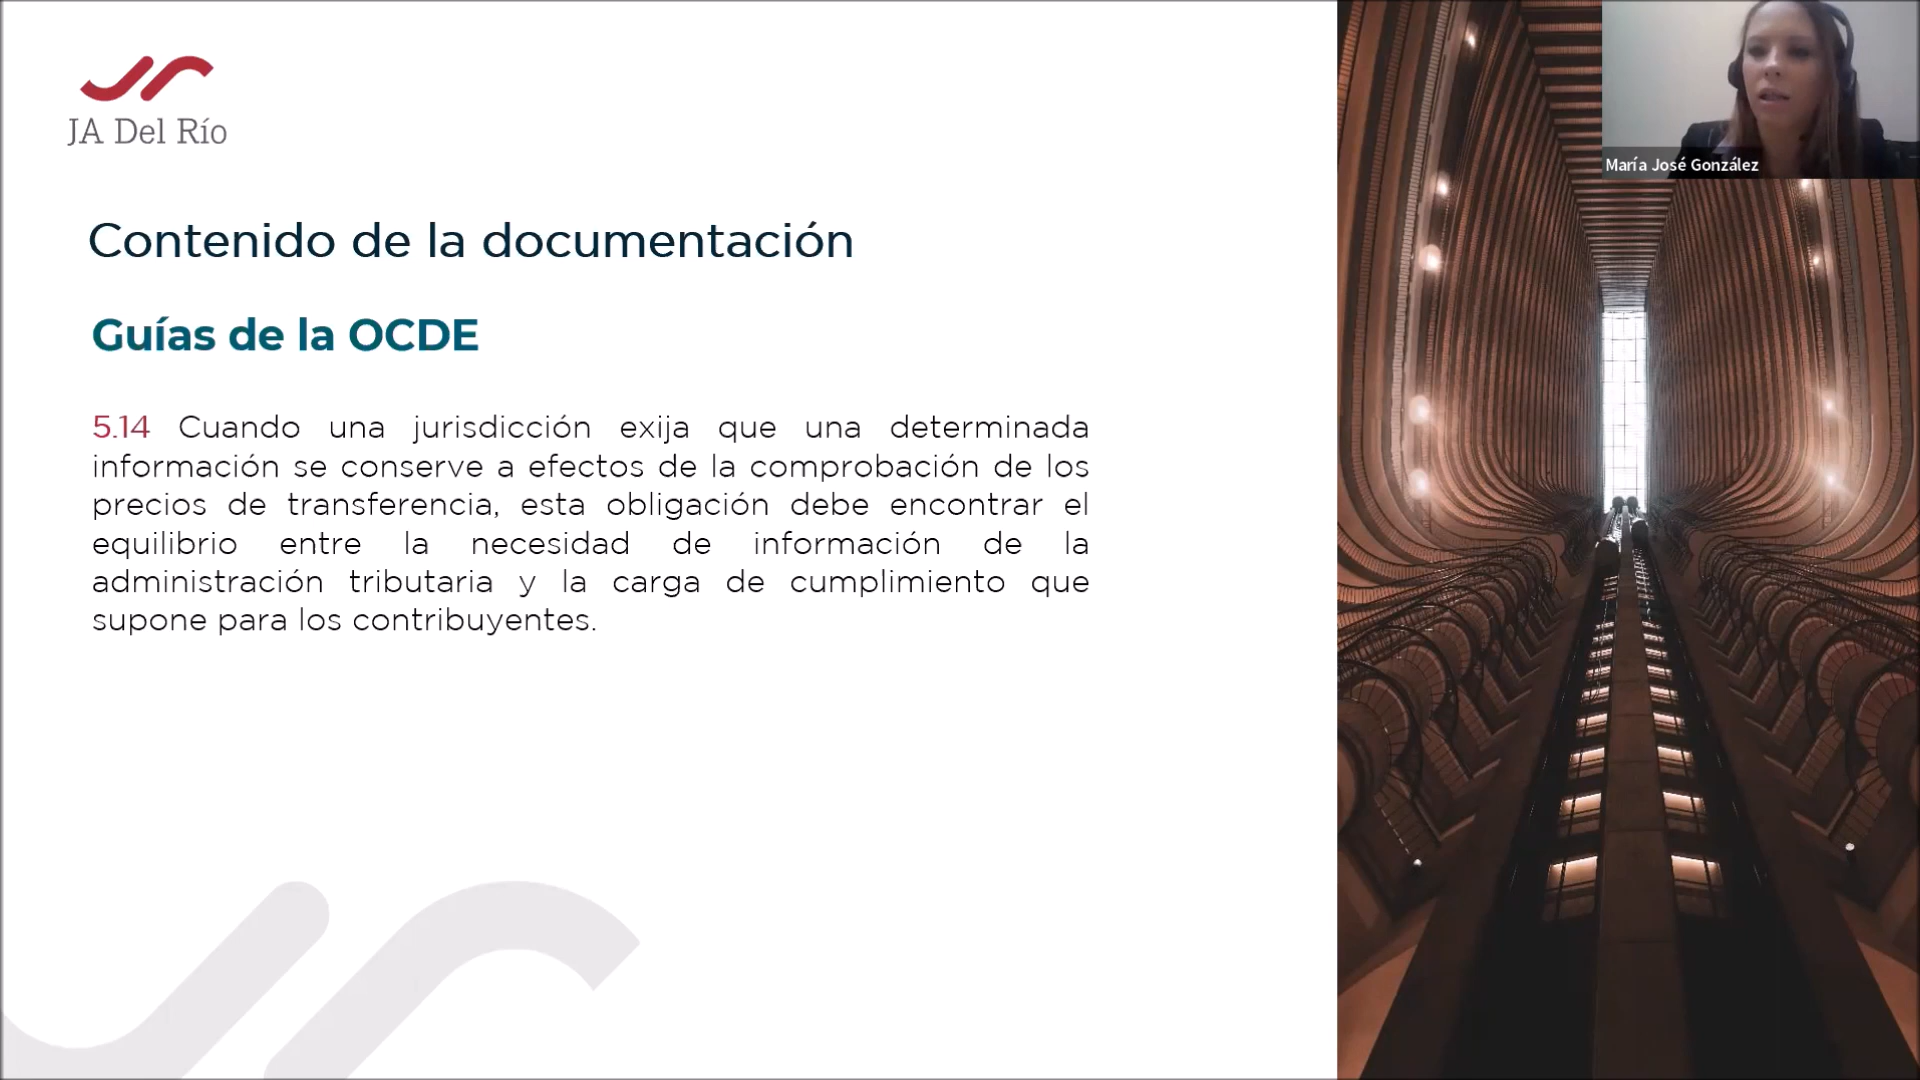 JA Del Río
María José González
Contenido de la documentación
Guías de la OCDE
5.14 Cuando una jurisdicción exija que una determinada
información se conserve a efectos de la comprobación de los
precios de transferencia, esta obligación debe encontrar el
equilibrio entre la necesidad de información de la
administración tributaria y la carga de cumplimiento que
supone para los contribuyentes.